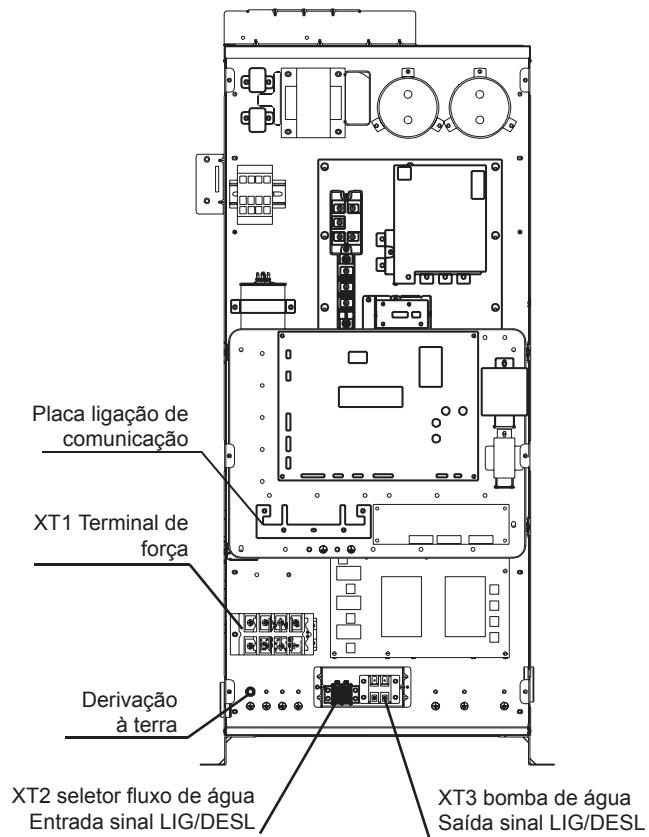 Placa ligação de
comunicação
XT1 Terminal de
força
Derivação
à terra
XT2 seletor fluxo de água
Entrada sinal LIG/DESL
XT3 bomba de água
Saída sinal LIG/DESL